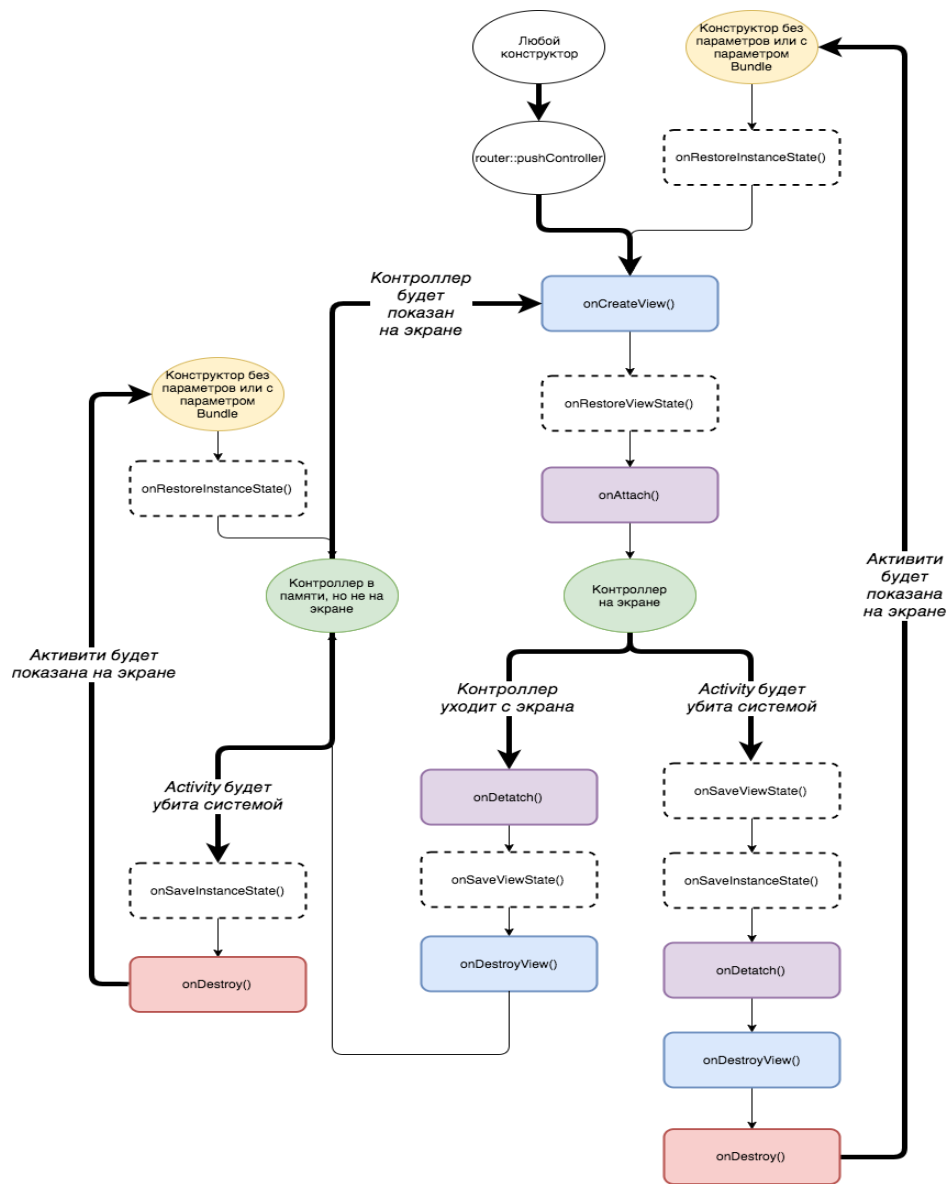 Любой
конструктор
Конструктор без
параметров или с
параметром
Bundle
router::pushController
onRestoreInstanceState()
Контроллер
будет
показан
на экране
onCreateView()
Конструктор без
параметров или с
параметром
Bundle
onRestoreViewState()
onRestoreInstanceState()
onAttach()
Контроллер в
памяти, но не на
экране
Контроллер
на экране
Активити
будет
показана
на экране
Активити будет
показана на экране
Контроллер
уходит с экрана
Activity будет
убита системой
Activity будет
убита системой
onDetatch()
onSaveViewState()
onSaveInstanceState()
onSaveViewState()
onSaveInstanceState()
onDestroy()
onDestroyView()
onDetatch()
onDestroyView()
onDestroy()